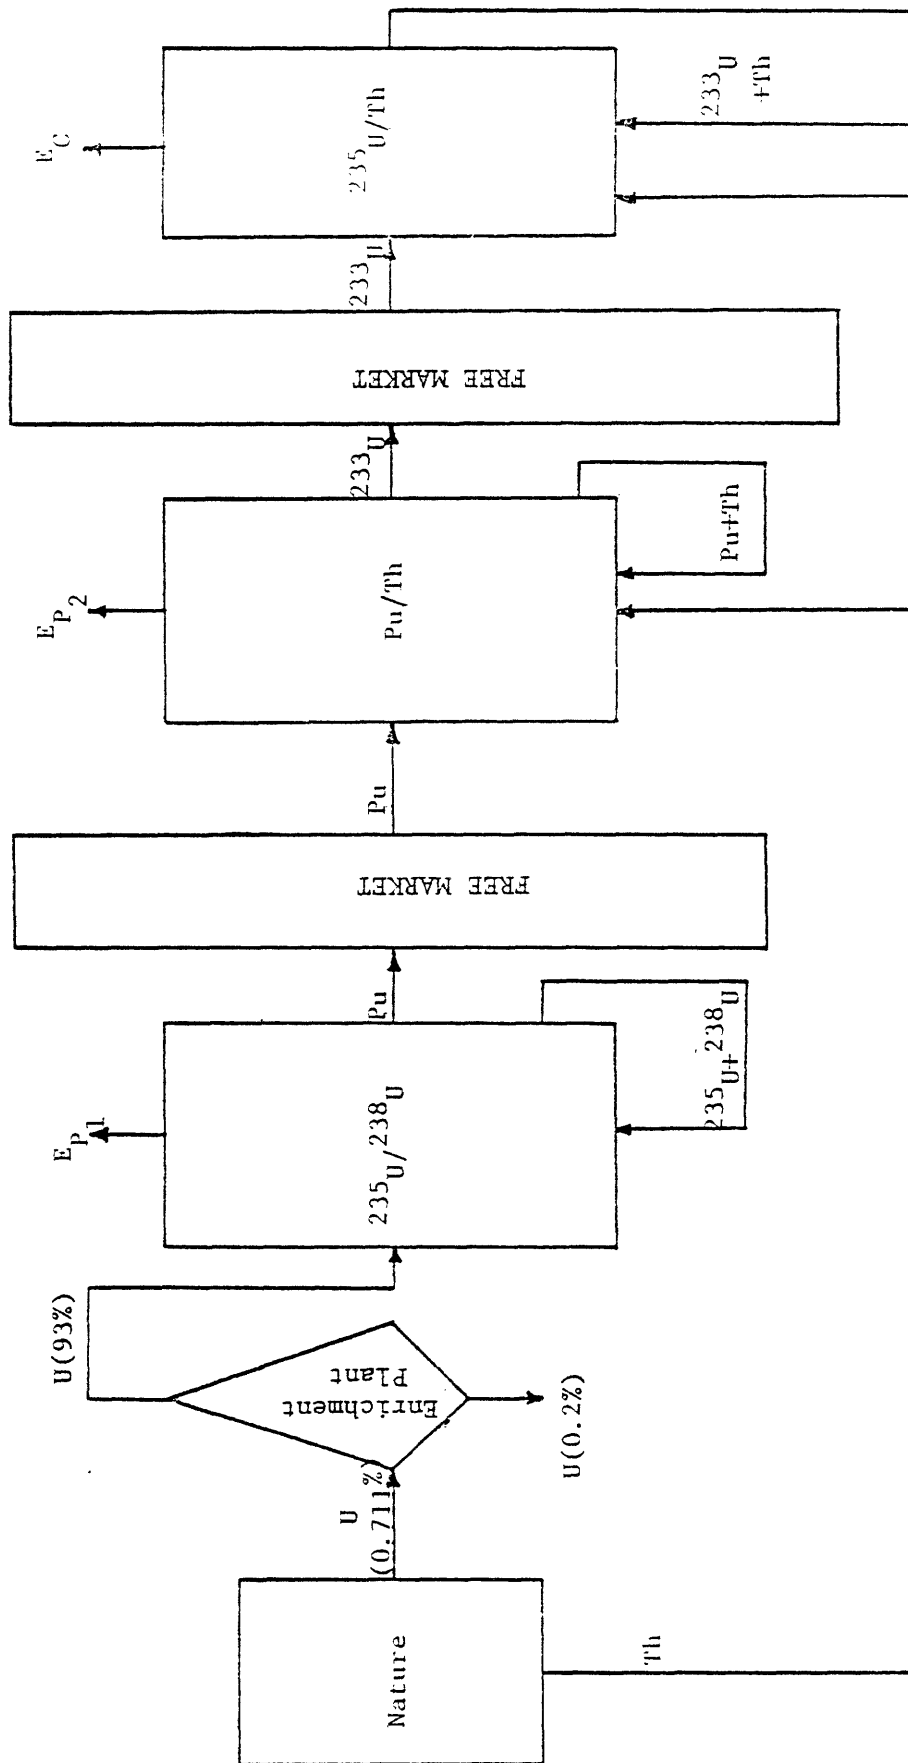 Nature
U
(0.711%)
Th
Enrichment
Plant
U(93%)
U(0.2%)
E_P1
²³⁵U/²³⁸U
²³⁵U+²³⁸U
Pu
FREE MARKET
Pu
E_P2
Pu/Th
Pu+Th
²³³U
FREE MARKET
²³³U
E_C
²³⁵U/Th
²³³U
+Th